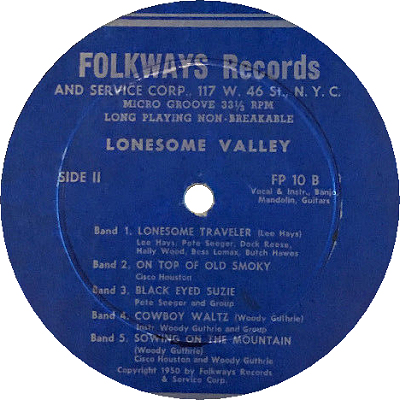 FOLKWAYS Records
AND SERVICE CORP., 117 W. 46 St., N. Y. C.
MICRO GROOVE 33⅓ RPM
LONG PLAYING NON-BREAKABLE
LONESOME VALLEY
SIDE II
FP 10 B
Vocal & Instr., Banjo,
Mandolin, Guitars
Band 1. LONESOME TRAVELER (Lee Hays)
Lee Hays, Pete Seeger, Dock Reese,
Hally Wood, Bess Lomax, Butch Hawes
Band 2. ON TOP OF OLD SMOKY
Cisco Houston
Band 3. BLACK EYED SUZIE
Pete Seeger and Group
Band 4. COWBOY WALTZ (Woody Guthrie)
Instr. Woody Guthrie and Group
Band 5. SOWING ON THE MOUNTAIN
(Woody Guthrie)
Cisco Houston and Woody Guthrie
Copyright 1950 by Folkways Records
& Service Corp.